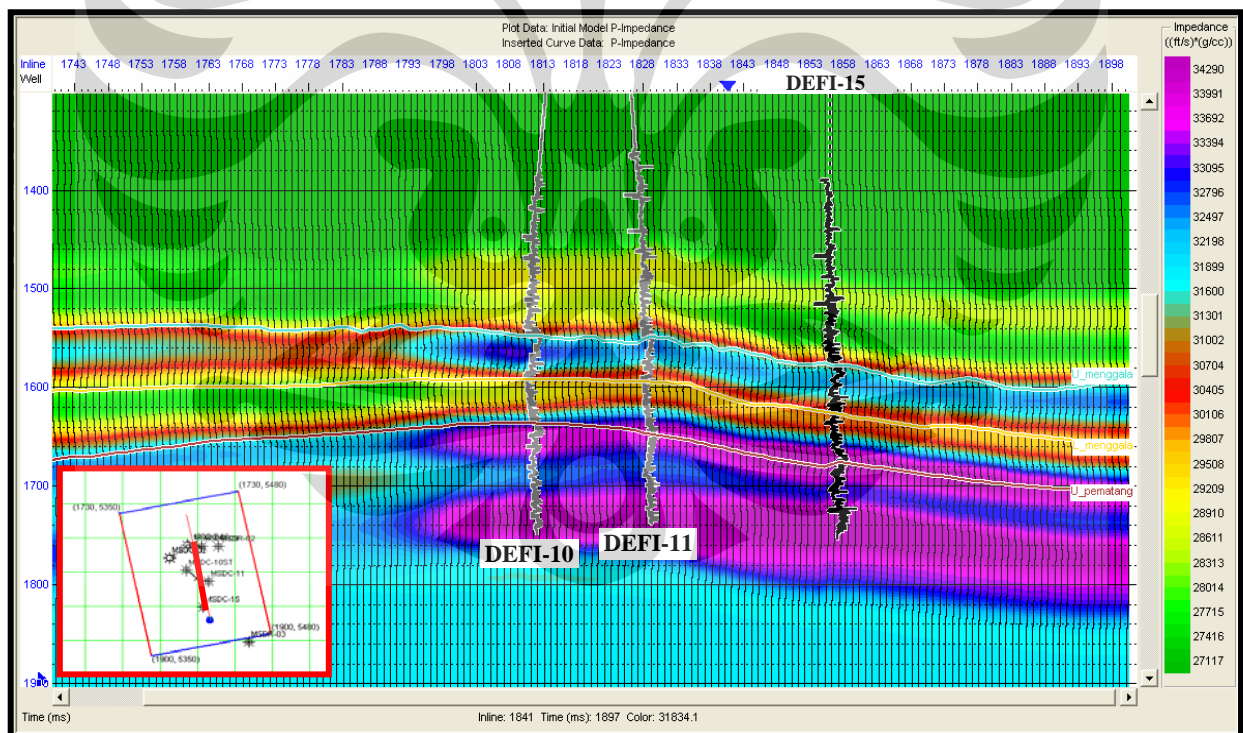 Plot Data: Initial Model P-Impedance
Inserted Curve Data: P-Impedance
Impedance
((ft/s)*(g/cc))
Inline 1743 1748 1753 1758 1763 1768 1773 1778 1783 1788 1793 1798 1803 1808 1813 1818 1823 1828 1833 1838 1843 1848 1853 1858 1863 1868 1873 1878 1883 1888 1893 1898
Well
DEFI-15
34290
33991
33692
33394
33095
32796
32497
32198
31899
31600
31301
31002
30704
30405
30106
29807
29508
29209
28910
28611
28313
28014
27715
27416
27117
1400
1500
1600
1700
1800
U_menggala
L_menggala
U_pematang
DEFI-10
DEFI-11
(1730, 5480)
(1730, 5350)
MSDC-11
MSDC-15
(1900, 5480)
(1900, 5350)
Time (ms)
Inline: 1841 Time (ms): 1897 Color: 31834.1